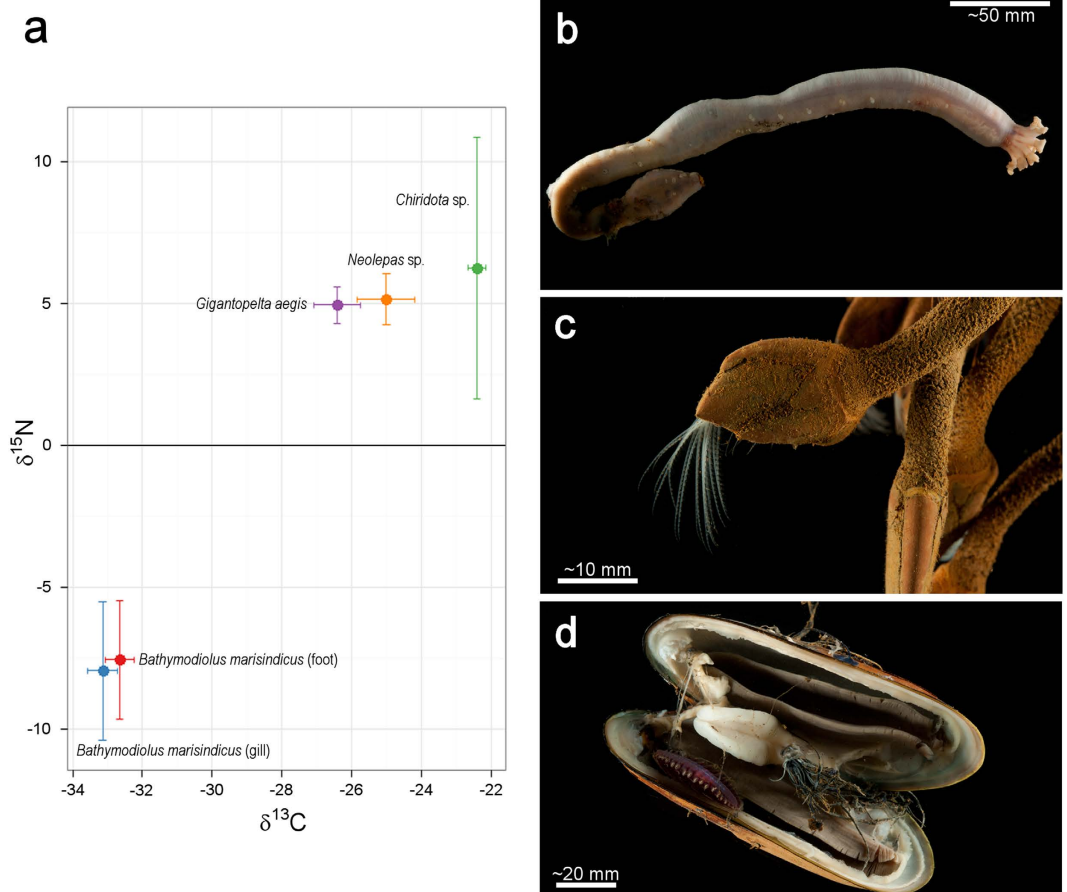 a
δ15N
10
5
0
-5
-10
Chiridota sp.
Neolepas sp.
Gigantopelta aegis
Bathymodiolus marisindicus (foot)
Bathymodiolus marisindicus (gill)
-34 -32 -30 -28 -26 -24 -22
δ13C
b
~50 mm
c
~10 mm
d
~20 mm